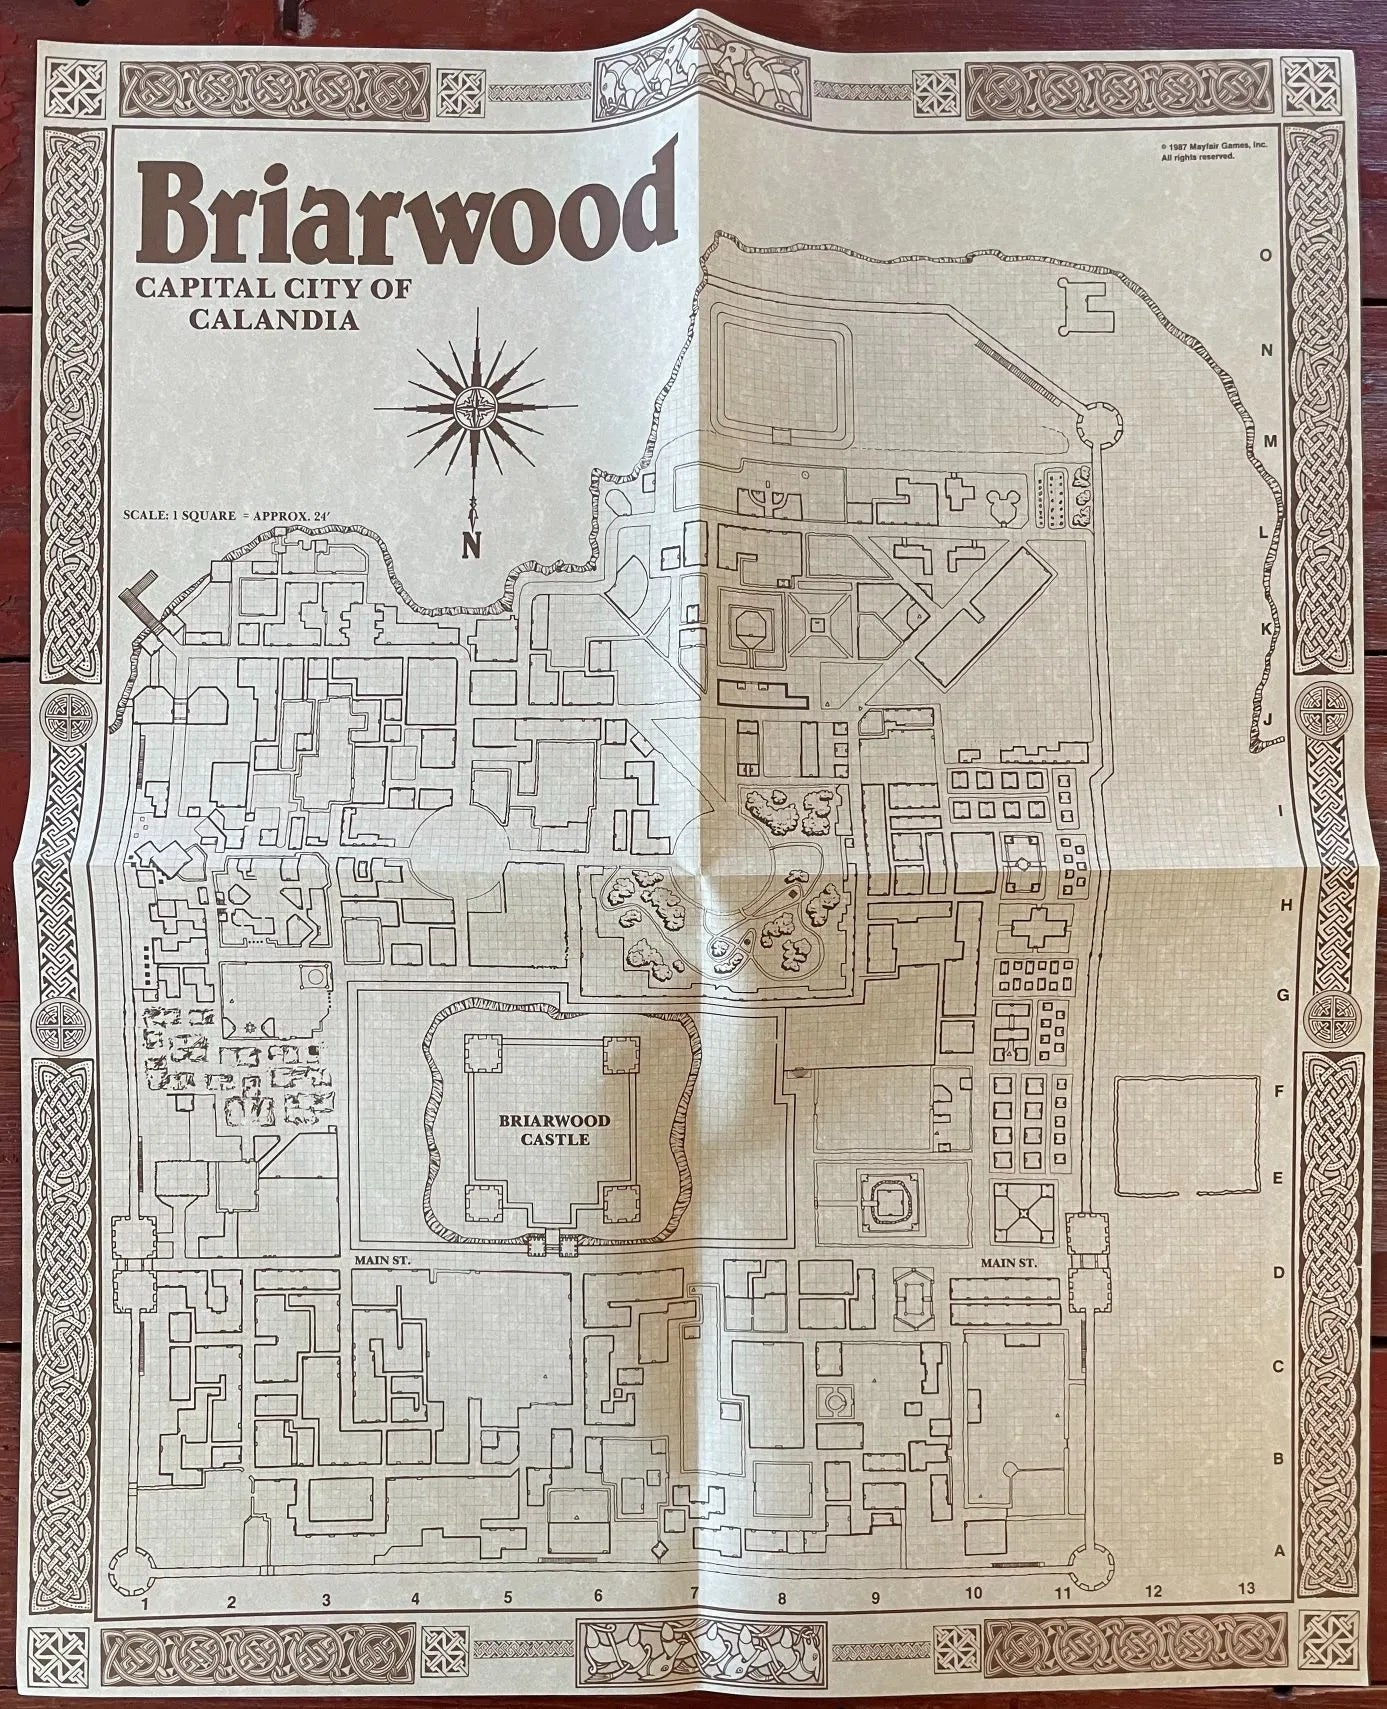 Briarwood
CAPITAL CITY OF
CALANDIA
© 1987 Mayfair Games, Inc.
All rights reserved.
SCALE: 1 SQUARE = APPROX. 24'
N
O
N
M
L
K
J
I
H
G
F
E
D
C
B
A
BRIARWOOD
CASTLE
MAIN ST.
MAIN ST.
1 2 3 4 5 6 7 8 9 10 11 12 13